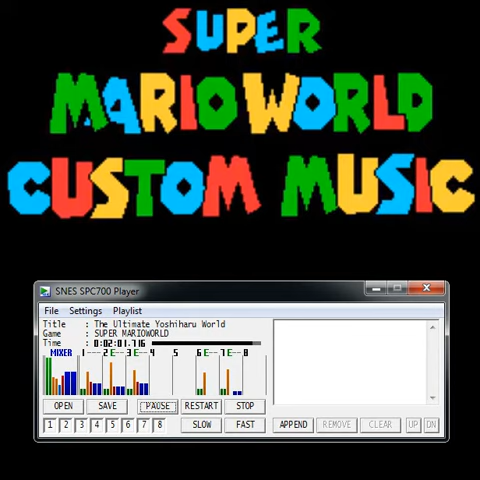 SUPER
MARIO WORLD
CUSTOM MUSIC
SNES SPC700 Player
File Settings Playlist
Title : The Ultimate Yoshiharu World
Game : SUPER MARIOWORLD
Time : 0:02:01.716
MIXER 1---- 2 E-- 3 E-- 4 5 6 E-- 7 E-- 8
OPEN SAVE PAUSE RESTART STOP
1 2 3 4 5 6 7 8 SLOW FAST APPEND REMOVE CLEAR UP DN